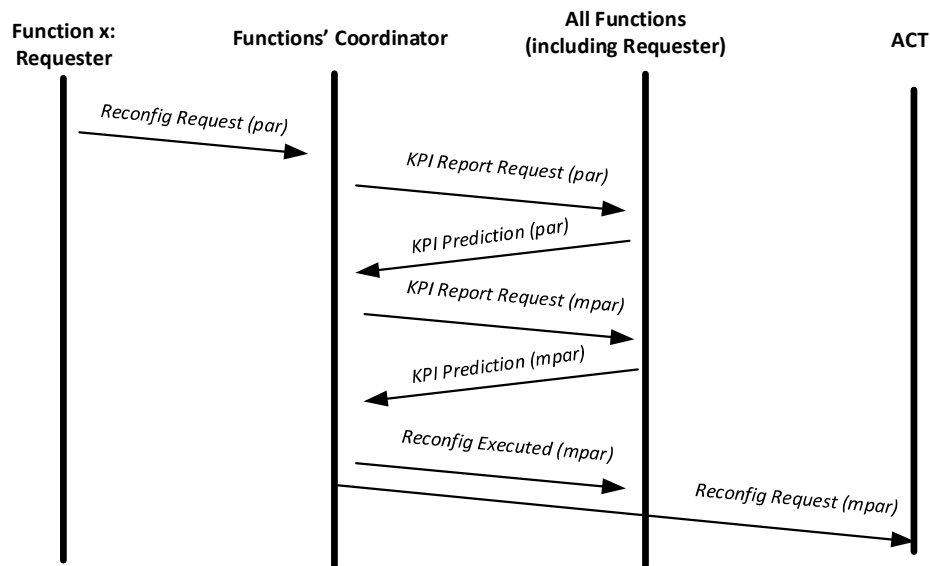 Function x:
Requester
Functions’ Coordinator
All Functions
(including Requester)
ACT
Reconfig Request (par)
KPI Report Request (par)
KPI Prediction (par)
KPI Report Request (mpar)
KPI Prediction (mpar)
Reconfig Executed (mpar)
Reconfig Request (mpar)